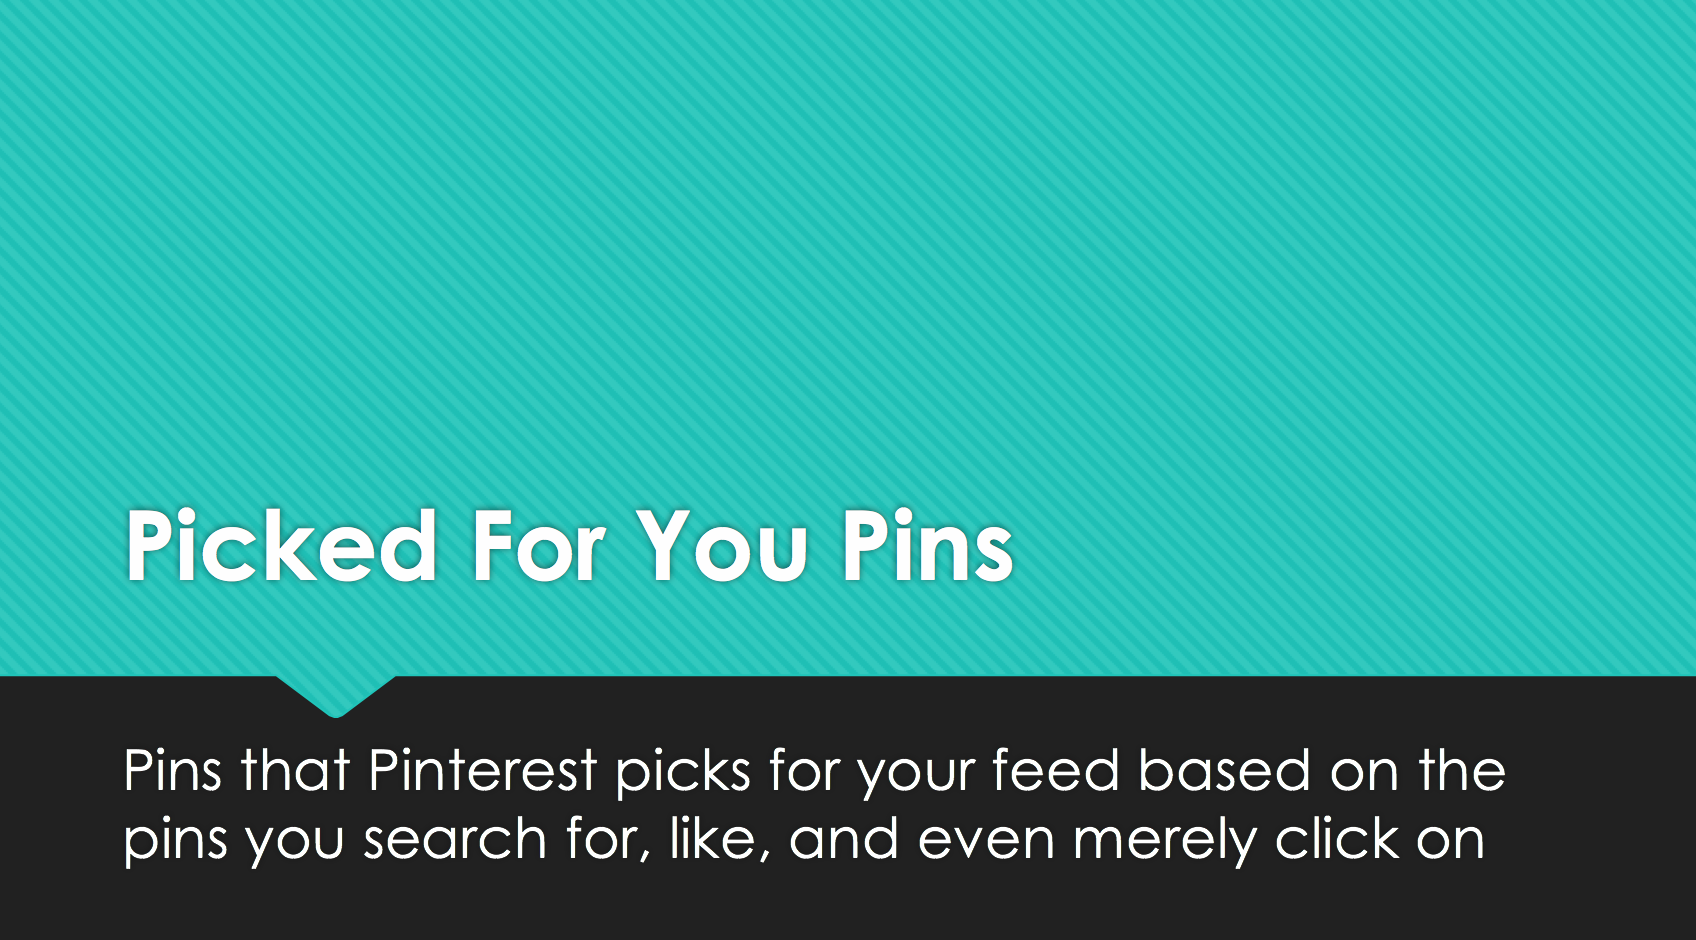 Picked For You Pins
Pins that Pinterest picks for your feed based on the
pins you search for, like, and even merely click on